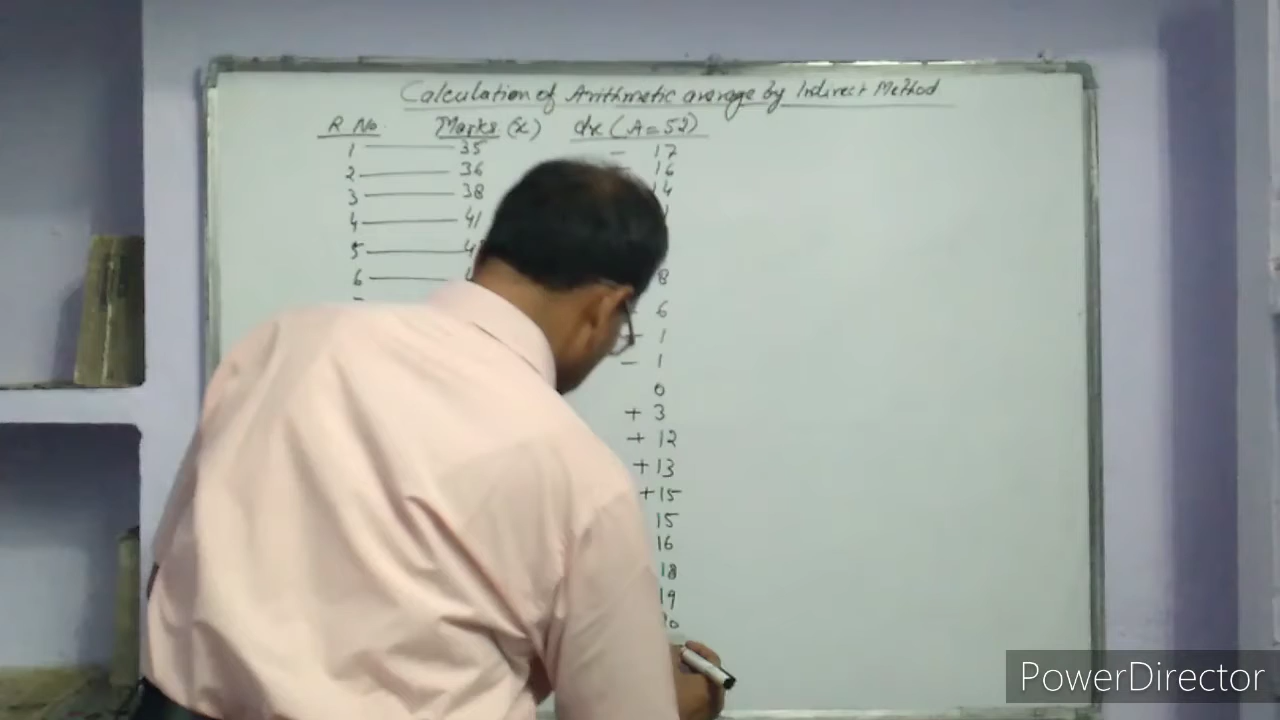 Calculation of Arithmetic average by Indirect Method
R No. Marks (x) dx (A=52)
1 35 - 17
2 36 16
3 38 14
4 41
5
6 8
6
1
- 1
0
+ 3
+ 12
+ 13
+ 15
15
16
18
19
PowerDirector